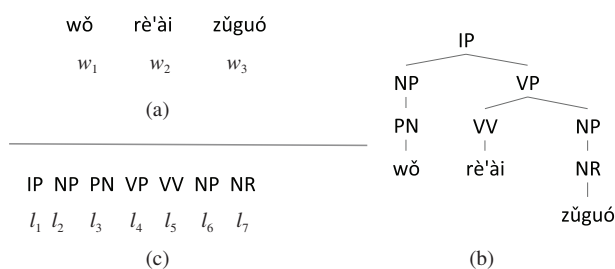 wǒ rè'ài zǔguó
w1 w2 w3
(a)
IP NP PN VP VV NP NR
l1 l2 l3 l4 l5 l6 l7
(c)
IP
NP VP
PN VV NP
wǒ rè'ài NR
zǔguó
(b)